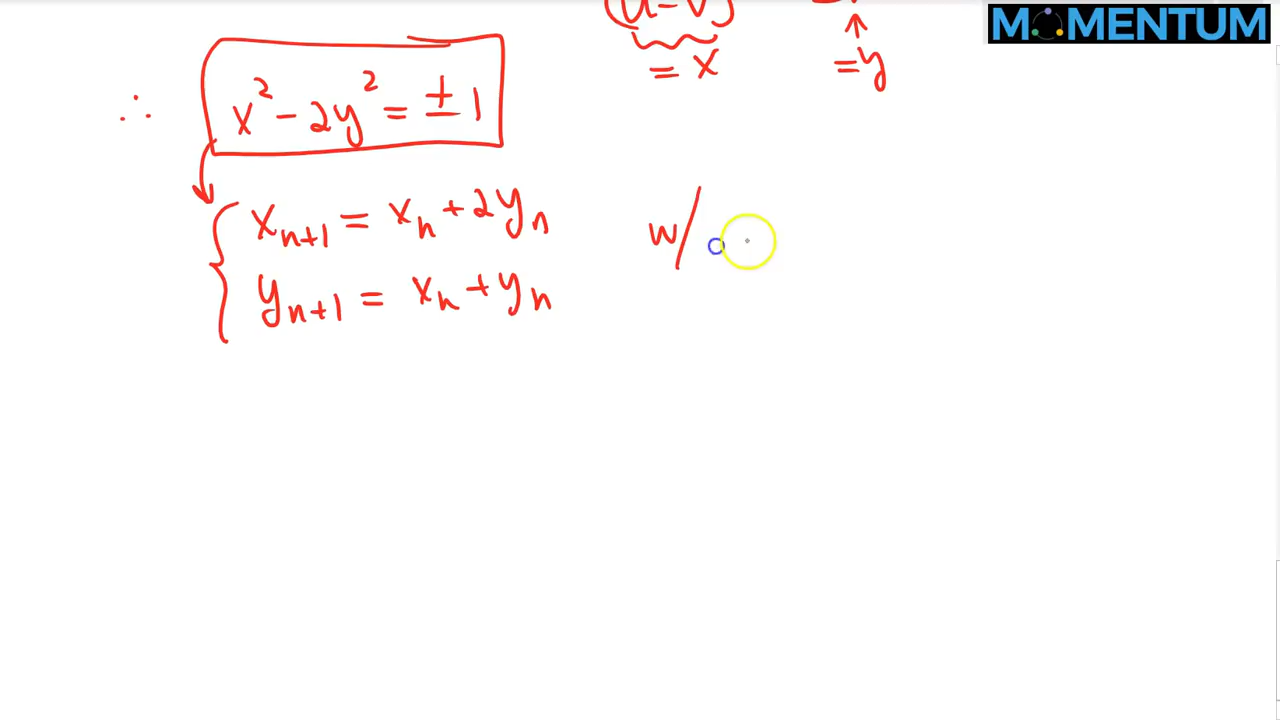 MOMENTUM
(u-v)
= x
↑
=y
∴ x² - 2y² = ± 1
x_{n+1} = x_n + 2y_n
w/
y_{n+1} = x_n + y_n